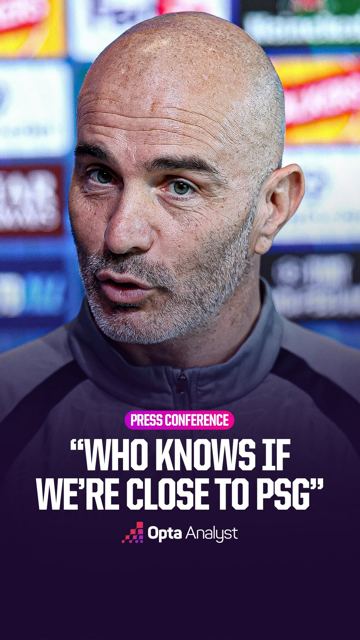 PRESS CONFERENCE
“WHO KNOWS IF
WE’RE CLOSE TO PSG”
Opta Analyst